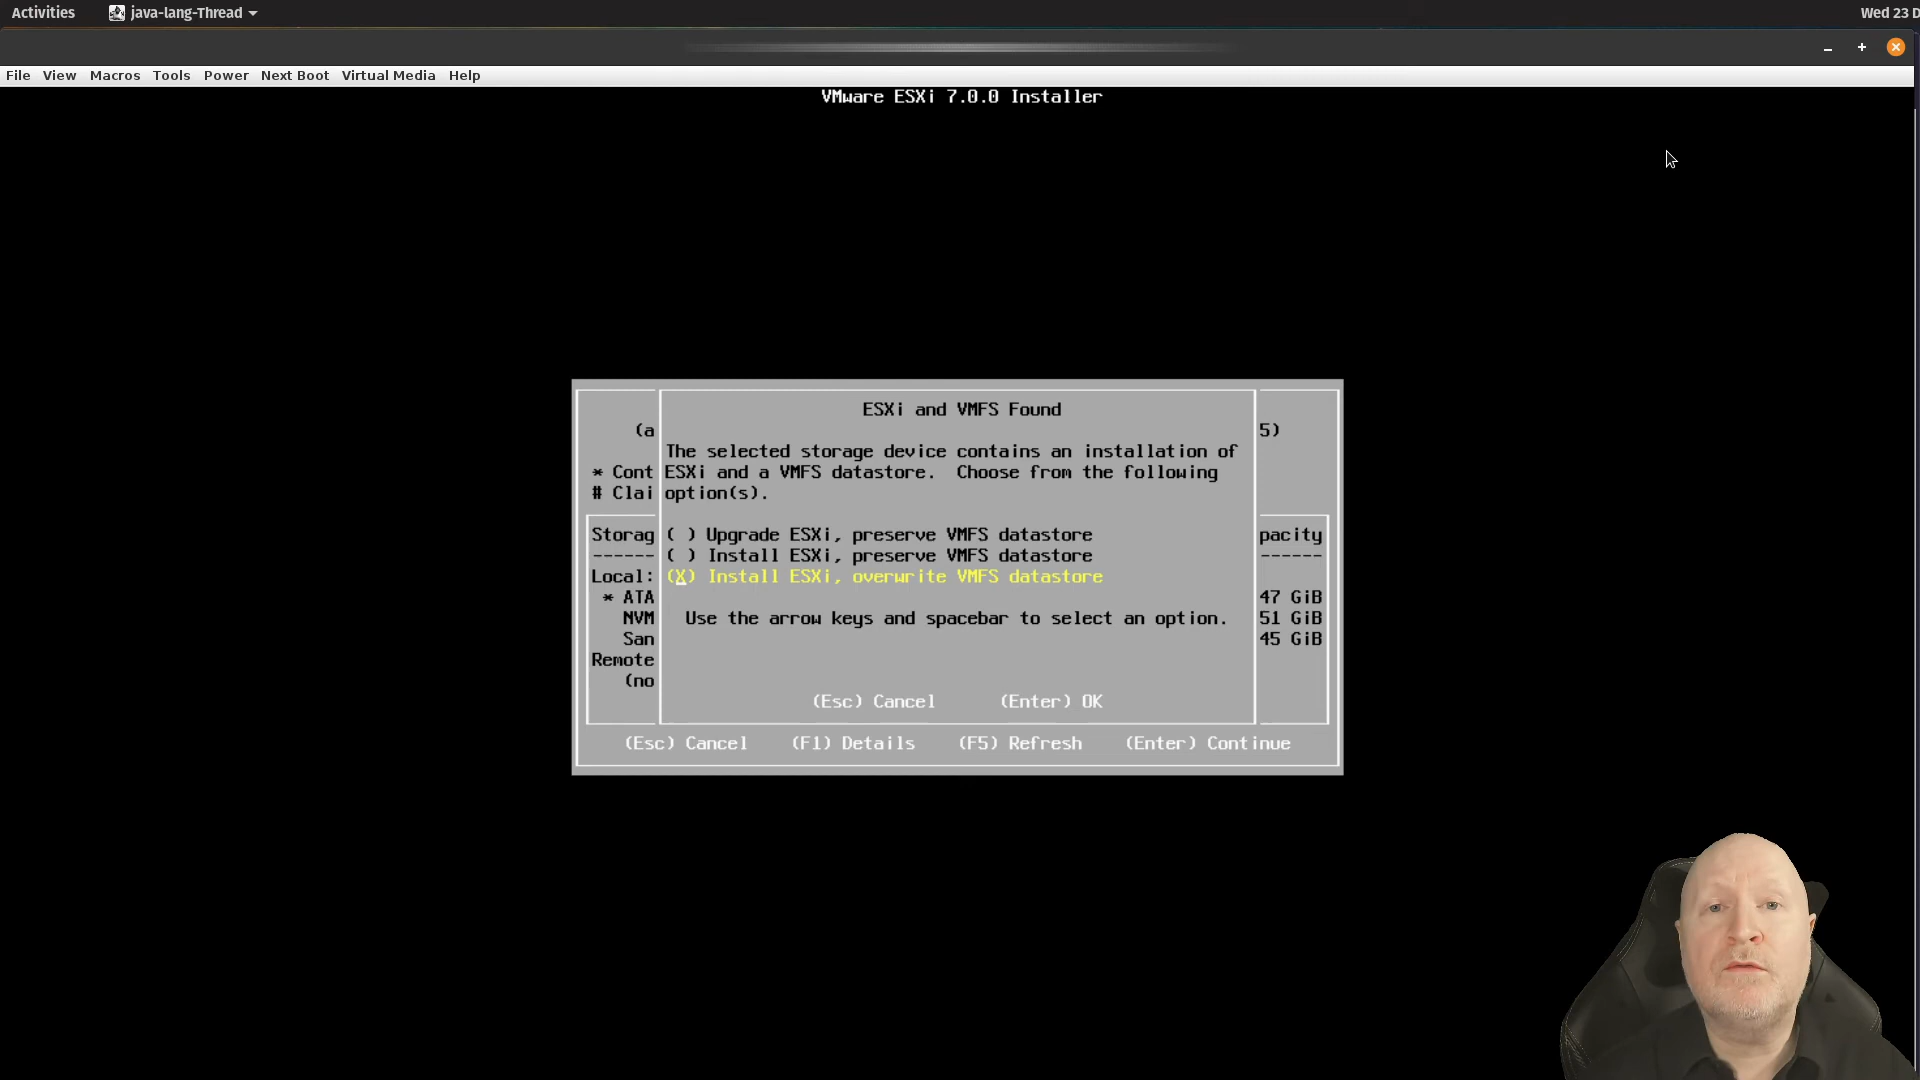 Activities java-lang-Thread Wed 23 D
File View Macros Tools Power Next Boot Virtual Media Help
VMware ESXi 7.0.0 Installer
ESXi and VMFS Found
(a 5)
The selected storage device contains an installation of
* Cont ESXi and a VMFS datastore. Choose from the following
# Clai option(s).
Storag ( ) Upgrade ESXi, preserve VMFS datastore pacity
------ ( ) Install ESXi, preserve VMFS datastore ------
Local: (X) Install ESXi, overwrite VMFS datastore
* ATA 47 GiB
NVM Use the arrow keys and spacebar to select an option. 51 GiB
San 45 GiB
Remote
(no
(Esc) Cancel (Enter) OK
(Esc) Cancel (F1) Details (F5) Refresh (Enter) Continue